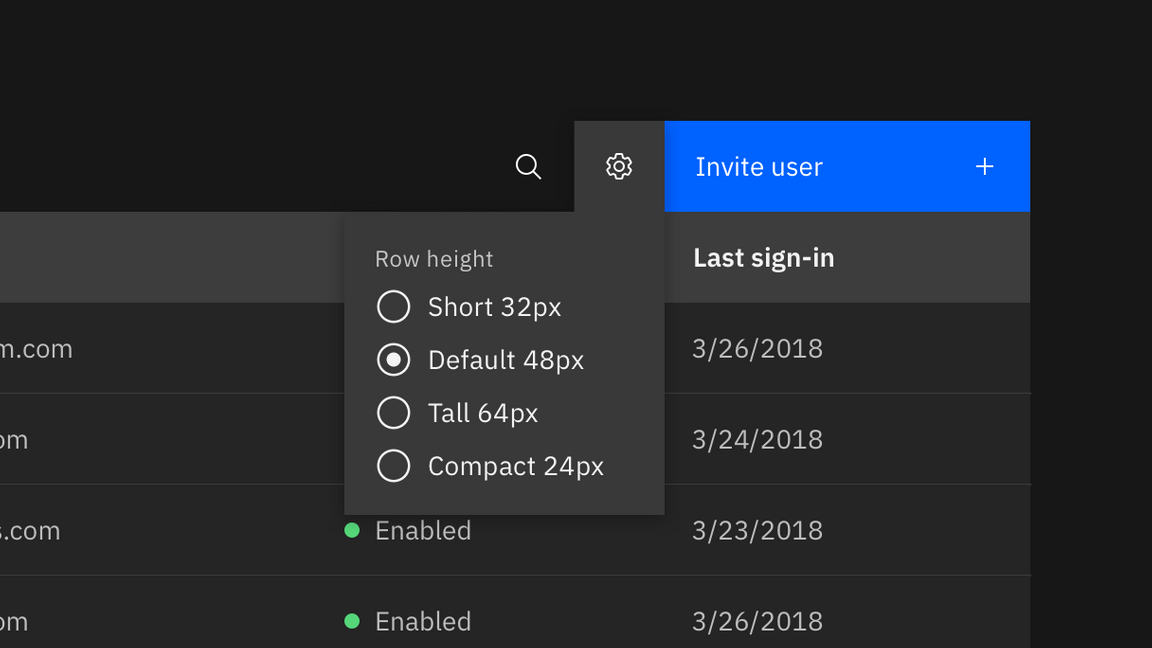 Invite user
Row height
Last sign-in
Short 32px
m.com
3/26/2018
Default 48px
Tall 64px
om
3/24/2018
Compact 24px
s.com
Enabled
3/23/2018
om
Enabled
3/26/2018